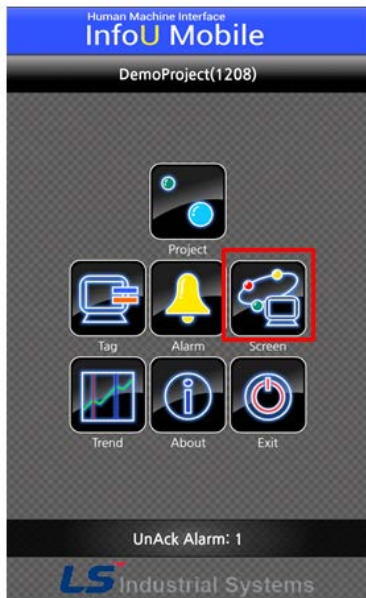 Human Machine Interface
InfoU Mobile
DemoProject(1208)
Project
Tag Alarm Screen
Trend About Exit
UnAck Alarm: 1
LS Industrial Systems